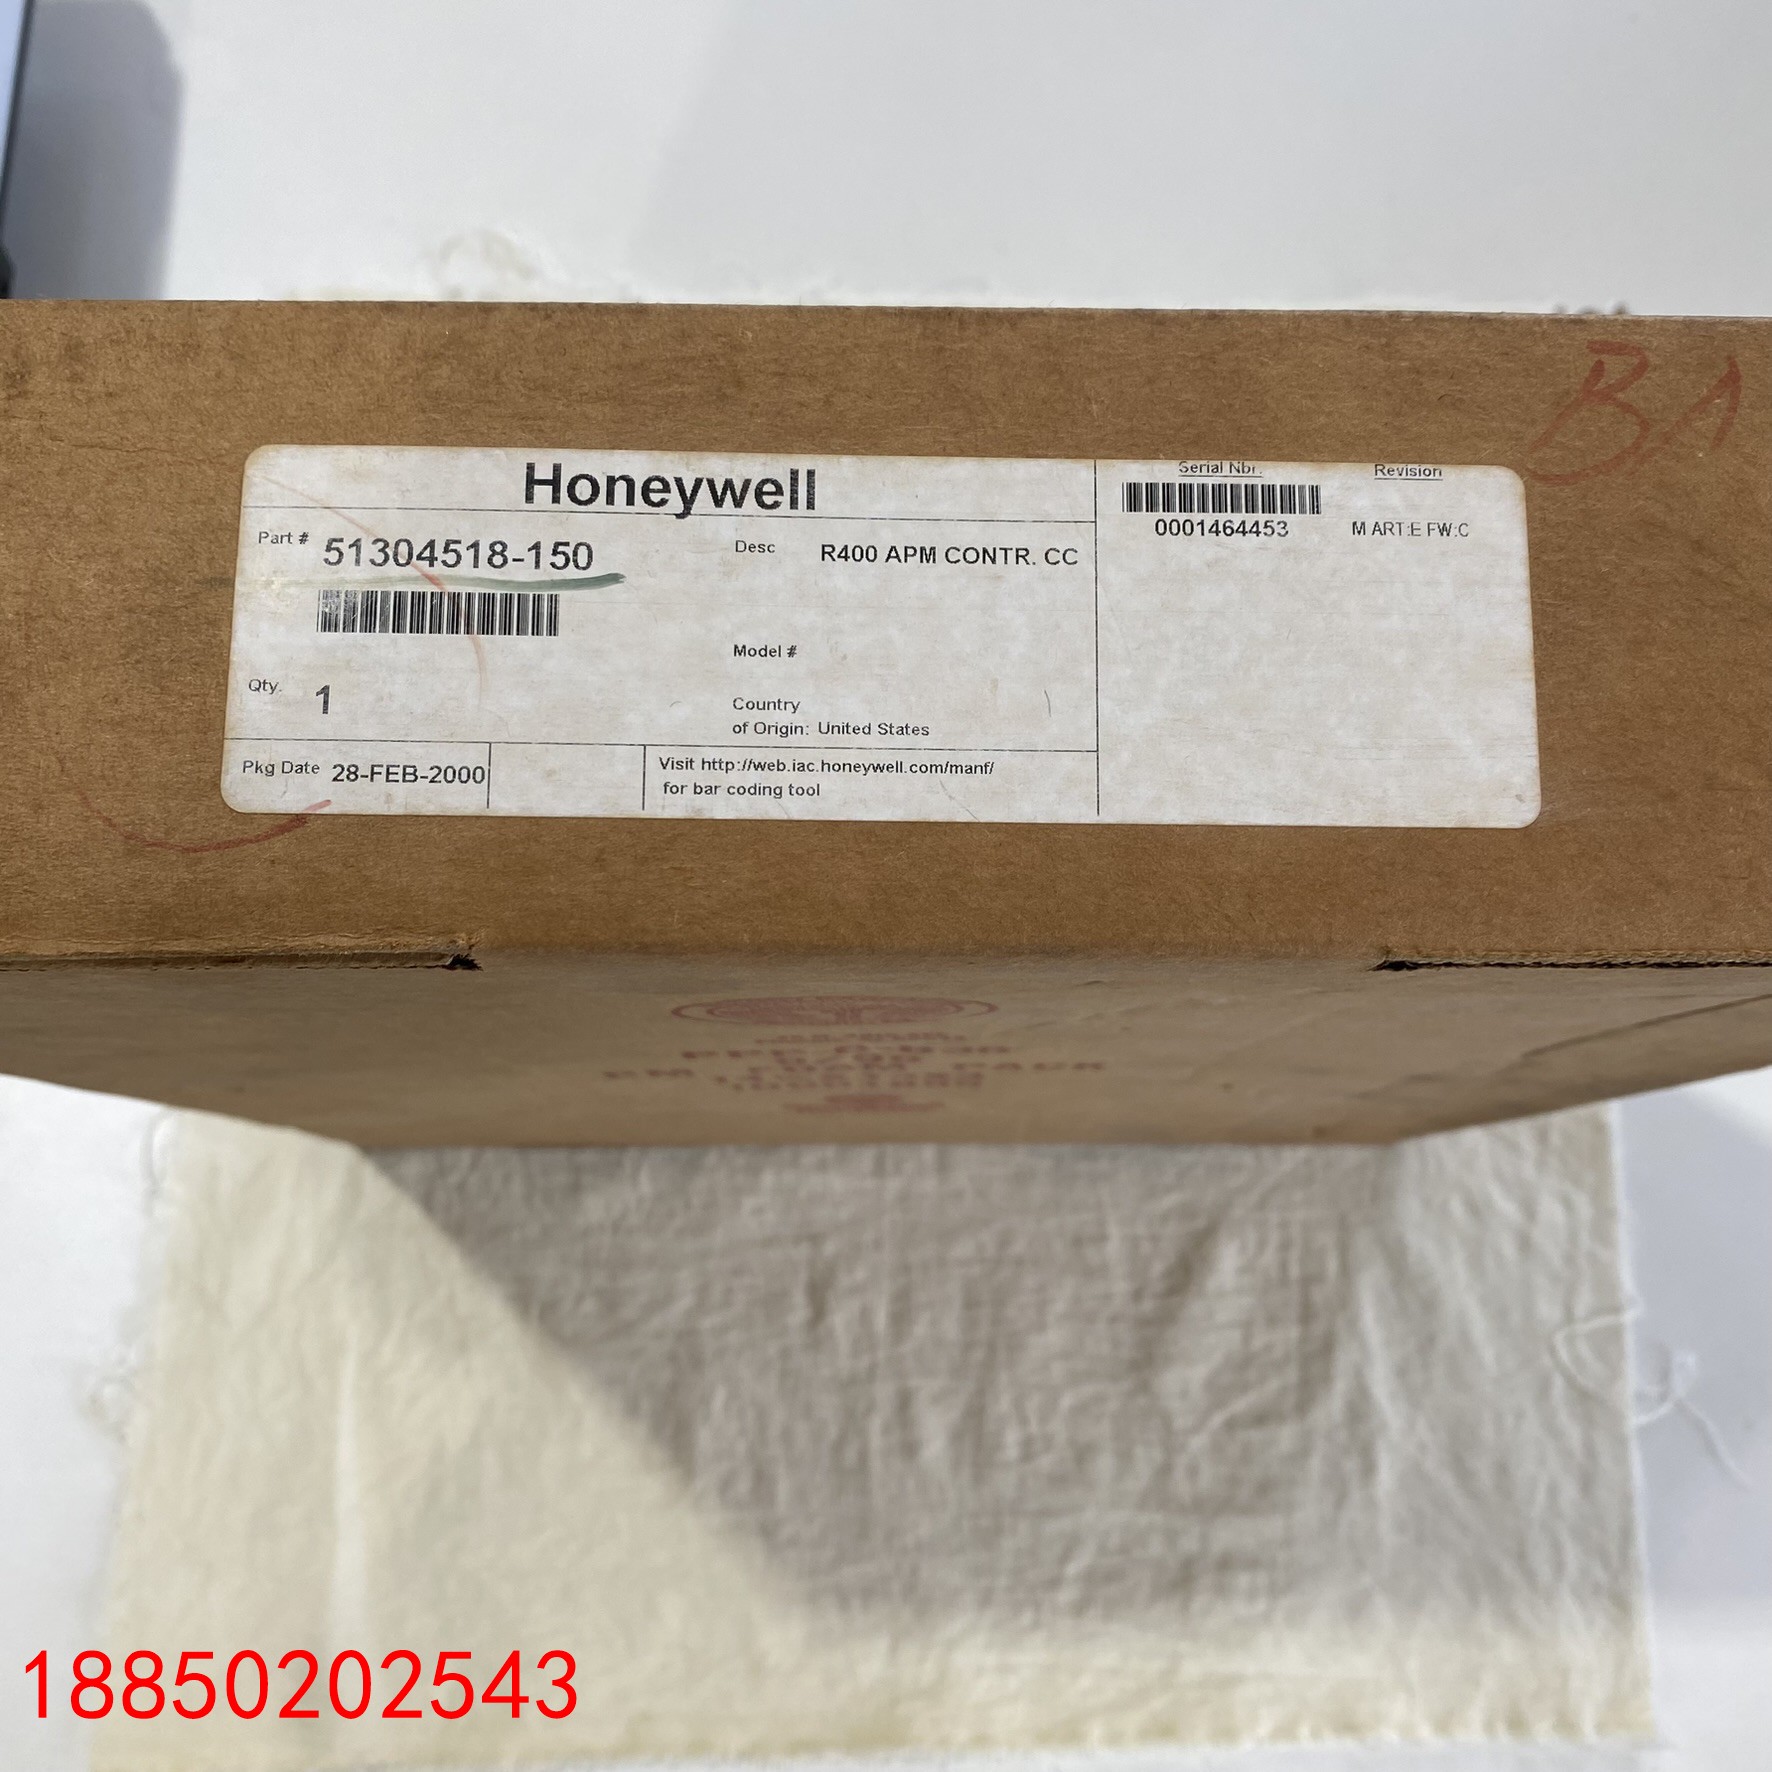 BA
Honeywell
Serial Nbr. Revision
0001464453 M ART:E FW:C
Part # 51304518-150 Desc R400 APM CONTR. CC
Model #
Qty. 1
Country
of Origin: United States
Pkg Date 28-FEB-2000
Visit http://web.iac.honeywell.com/manf/
for bar coding tool
18850202543